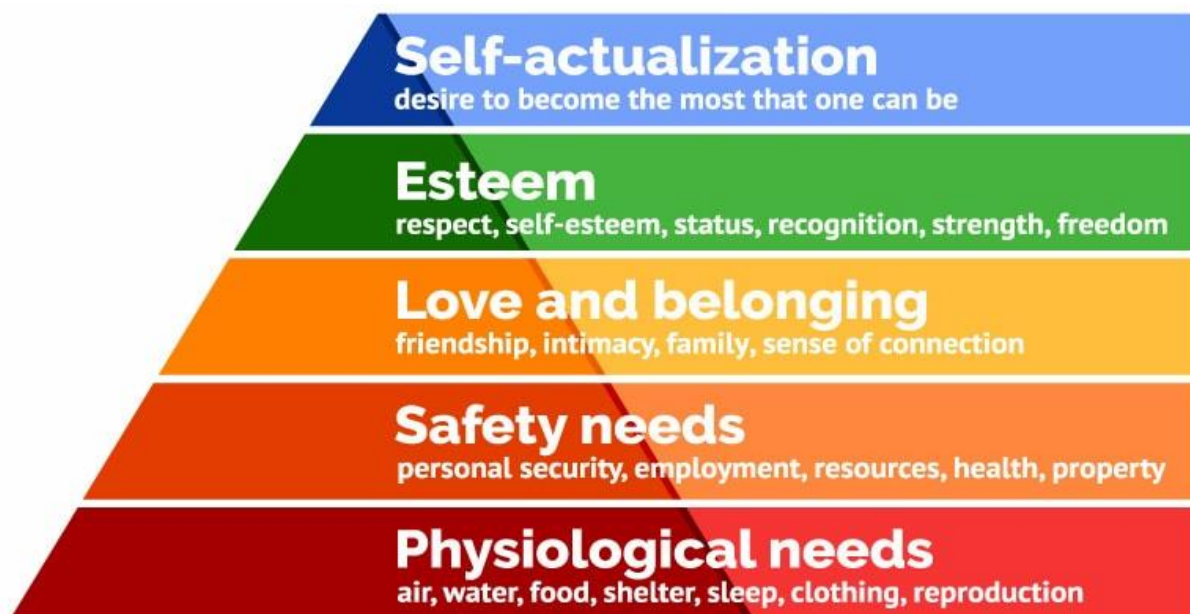 Self-actualization
desire to become the most that one can be
Esteem
respect, self-esteem, status, recognition, strength, freedom
Love and belonging
friendship, intimacy, family, sense of connection
Safety needs
personal security, employment, resources, health, property
Physiological needs
air, water, food, shelter, sleep, clothing, reproduction